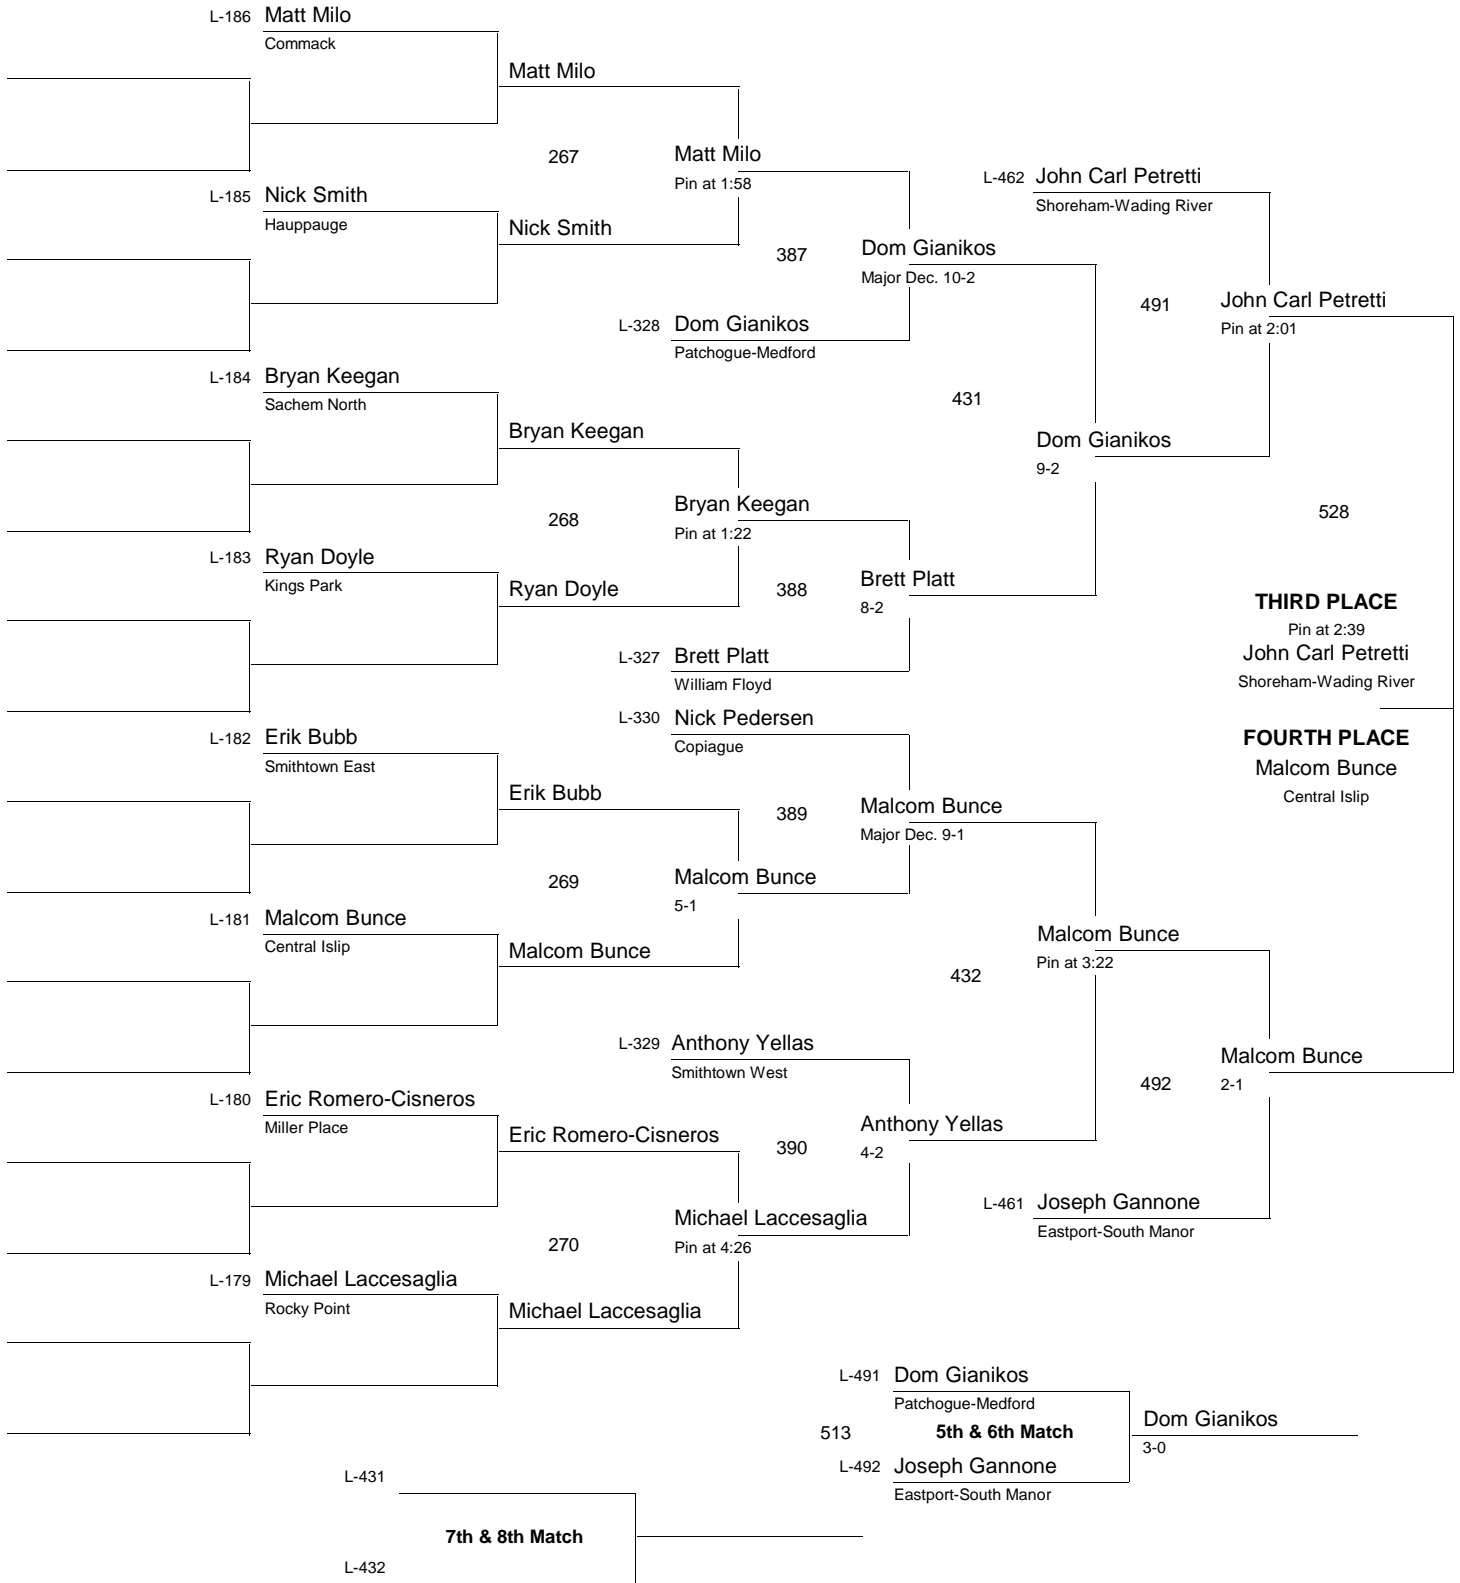 L-186 Matt Milo
Commack
Matt Milo
267
Matt Milo
Pin at 1:58
L-462 John Carl Petretti
Shoreham-Wading River
L-185 Nick Smith
Hauppauge
Nick Smith
387
Dom Gianikos
Major Dec. 10-2
491
John Carl Petretti
Pin at 2:01
L-328 Dom Gianikos
Patchogue-Medford
L-184 Bryan Keegan
Sachem North
431
Bryan Keegan
Dom Gianikos
9-2
268
Bryan Keegan
Pin at 1:22
528
L-183 Ryan Doyle
Kings Park
Ryan Doyle
388
Brett Platt
8-2
THIRD PLACE
Pin at 2:39
John Carl Petretti
Shoreham-Wading River
L-327 Brett Platt
William Floyd
L-330 Nick Pedersen
Copiague
L-182 Erik Bubb
Smithtown East
FOURTH PLACE
Malcom Bunce
Central Islip
Erik Bubb
389
Malcom Bunce
Major Dec. 9-1
269
Malcom Bunce
5-1
L-181 Malcom Bunce
Central Islip
Malcom Bunce
Malcom Bunce
Pin at 3:22
432
L-329 Anthony Yellas
Smithtown West
Malcom Bunce
2-1
492
L-180 Eric Romero-Cisneros
Miller Place
Eric Romero-Cisneros
390
Anthony Yellas
4-2
L-461 Joseph Gannone
Eastport-South Manor
270
Michael Laccesaglia
Pin at 4:26
L-179 Michael Laccesaglia
Rocky Point
Michael Laccesaglia
L-491 Dom Gianikos
Patchogue-Medford
513
5th & 6th Match
Dom Gianikos
3-0
L-492 Joseph Gannone
Eastport-South Manor
L-431
7th & 8th Match
L-432